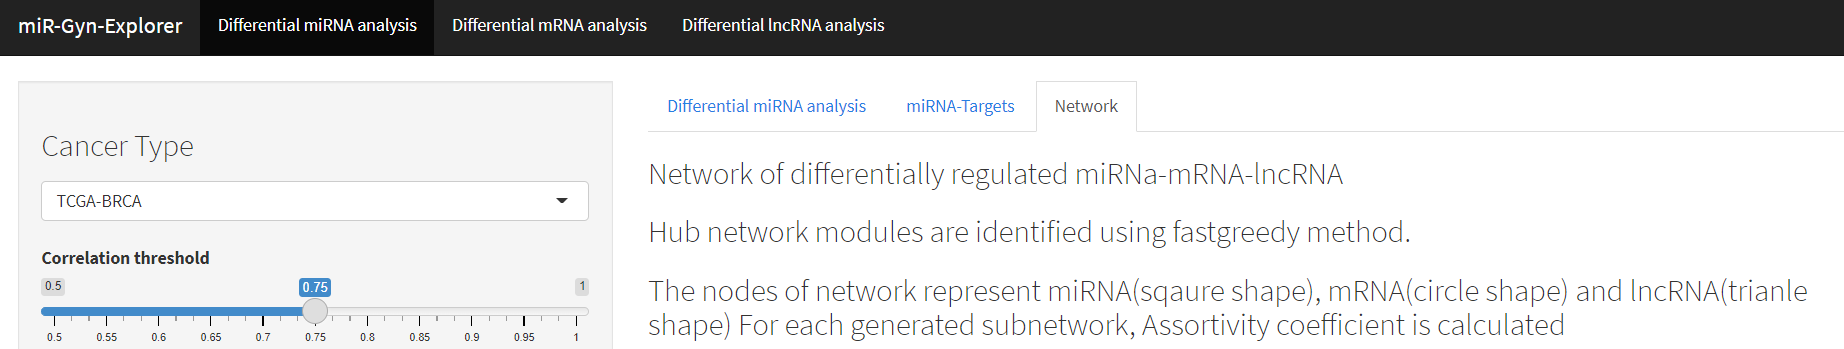 miR-Gyn-Explorer Differential miRNA analysis Differential mRNA analysis Differential lncRNA analysis
Cancer Type
TCGA-BRCA
Correlation threshold
0.5 0.75 1
0.5 0.55 0.6 0.65 0.7 0.75 0.8 0.85 0.9 0.95 1
Differential miRNA analysis miRNA-Targets Network
Network of differentially regulated miRNa-mRNA-lncRNA
Hub network modules are identified using fastgreedy method.
The nodes of network represent miRNA(sqaure shape), mRNA(circle shape) and lncRNA(trianle
shape) For each generated subnetwork, Assortivity coefficient is calculated